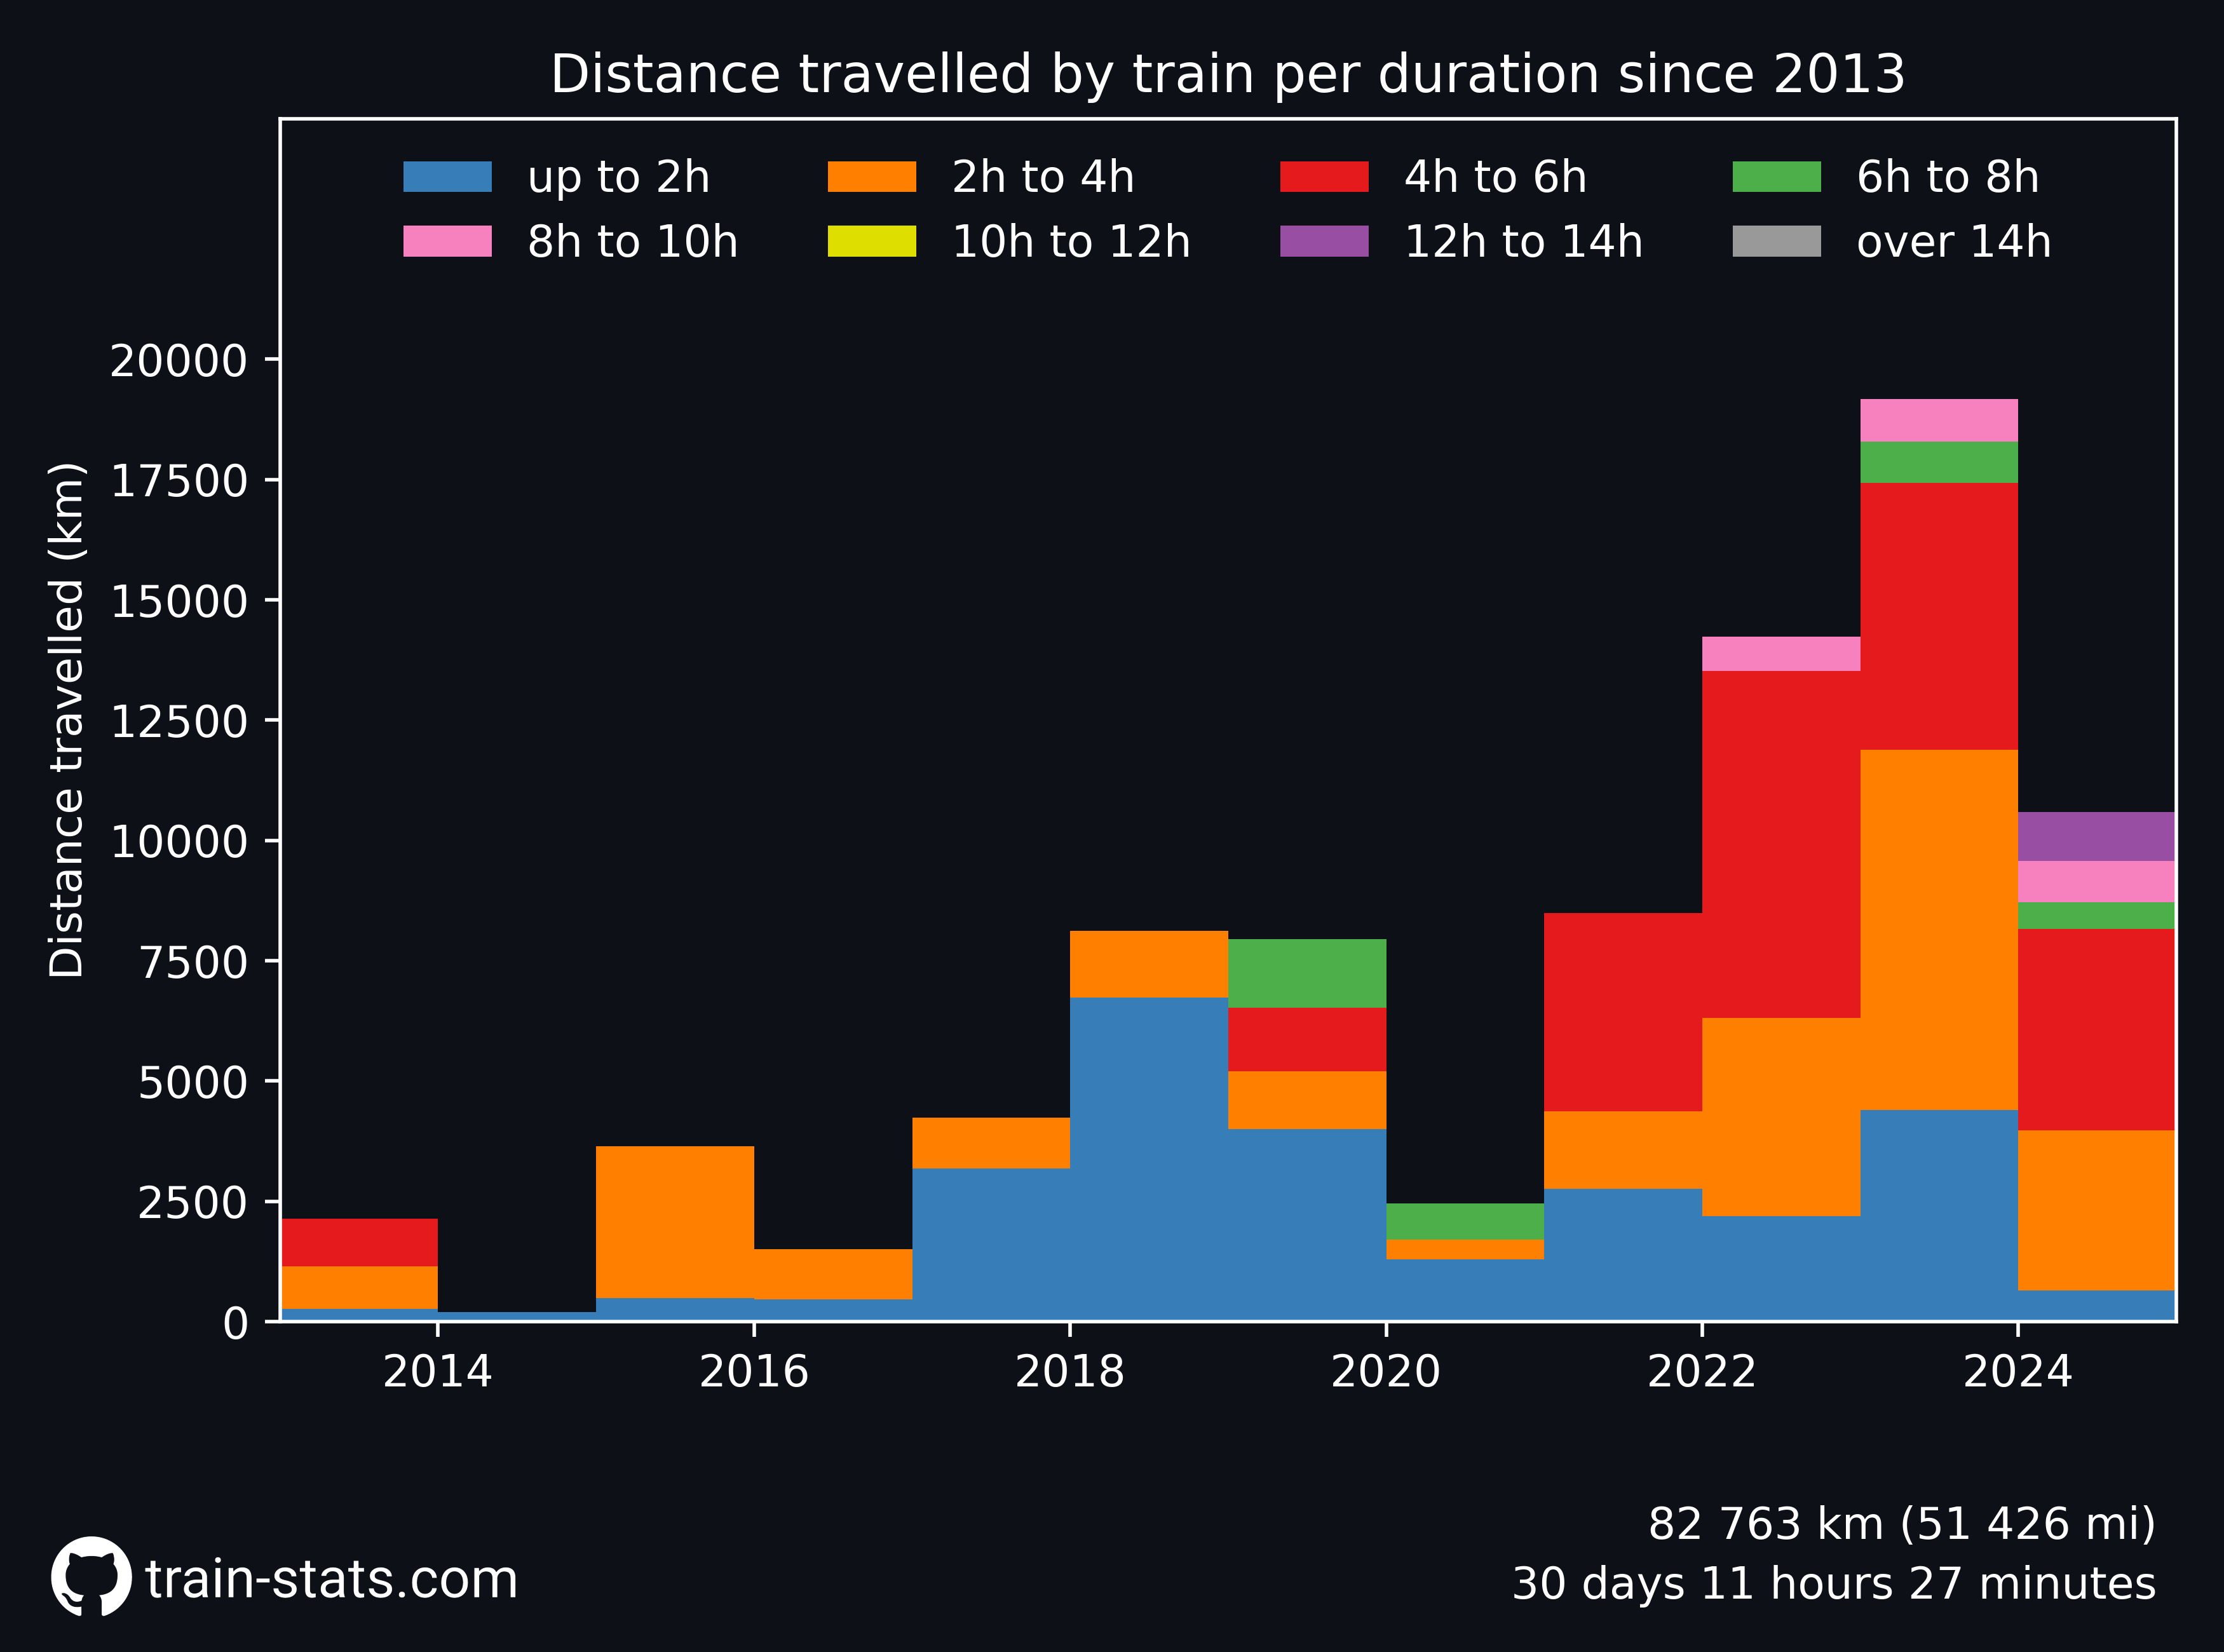 Distance travelled by train per duration since 2013
up to 2h 2h to 4h 4h to 6h 6h to 8h
8h to 10h 10h to 12h 12h to 14h over 14h
Distance travelled (km)
20000
17500
15000
12500
10000
7500
5000
2500
0
2014 2016 2018 2020 2022 2024
82 763 km (51 426 mi)
30 days 11 hours 27 minutes
train-stats.com